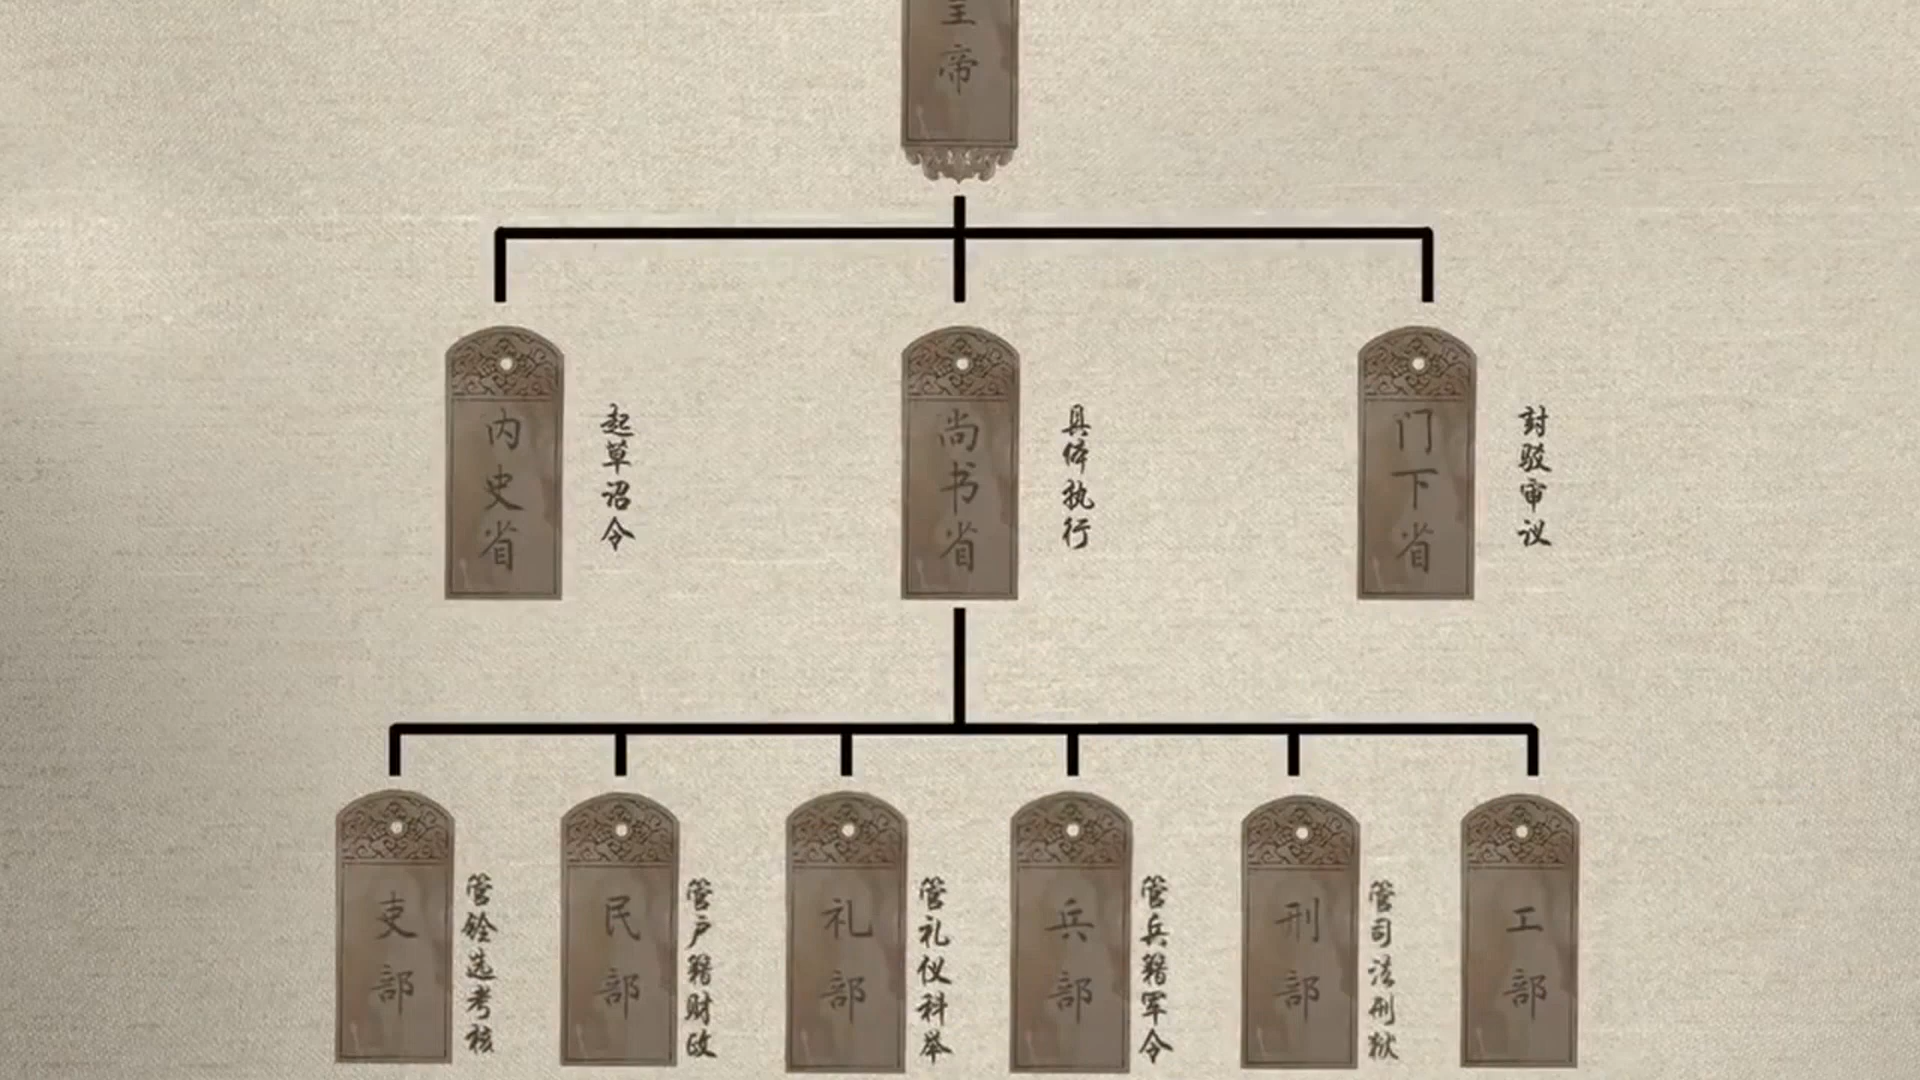 皇帝
内史省
起草诏令
尚书省
具体执行
门下省
封驳审议
吏部
管铨选考核
民部
管户籍财政
礼部
管礼仪科举
兵部
管兵籍军令
刑部
管司法刑狱
工部